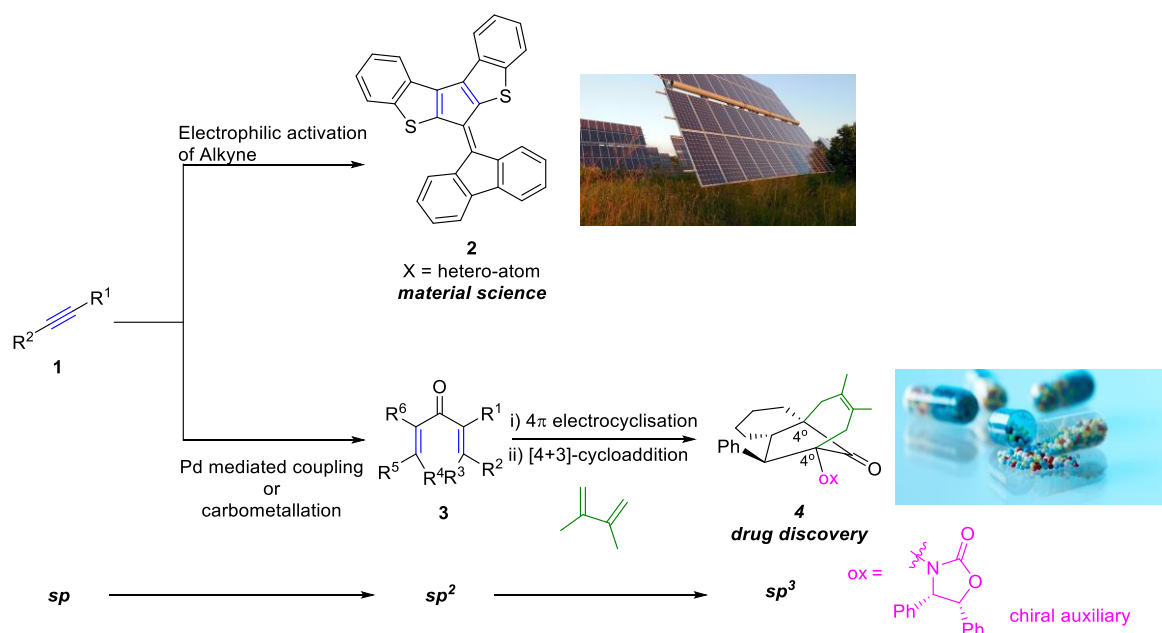 Electrophilic activation
of Alkyne
S
S
2
X = hetero-atom
material science
R¹
R²
1
Pd mediated coupling
or
carbometallation
O
R⁶
R¹
R⁵
R⁴R³
R²
3
i) 4π electrocyclisation
ii) [4+3]-cycloaddition
Ph
4º
4º
O
ox
4
drug discovery
ox =
O
N
O
Ph
Ph
chiral auxiliary
sp
sp²
sp³